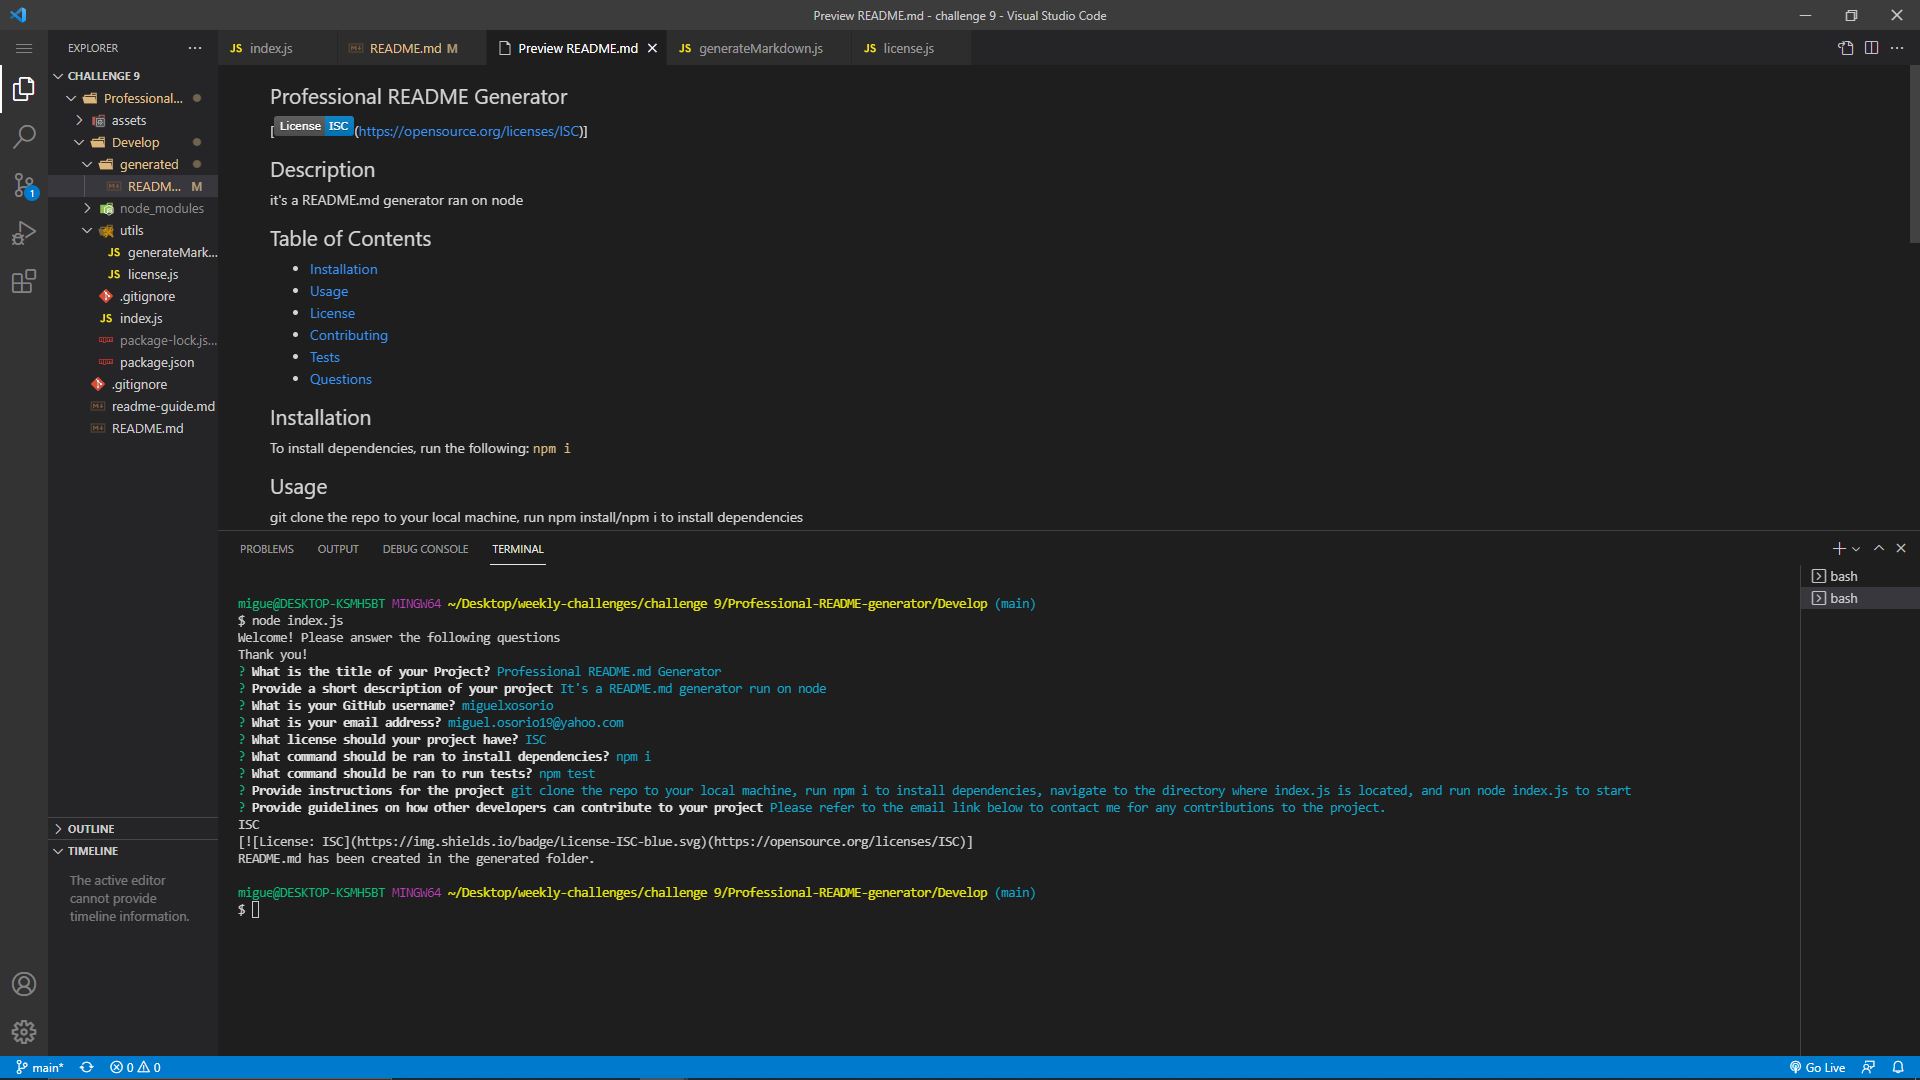 Preview README.md - challenge 9 - Visual Studio Code
EXPLORER
CHALLENGE 9
Professional...
assets
Develop
generated
READM... M
node_modules
utils
JS generateMark...
JS license.js
.gitignore
JS index.js
package-lock.js...
package.json
.gitignore
readme-guide.md
README.md
OUTLINE
TIMELINE
The active editor
cannot provide
timeline information.
1
JS index.js
README.md M
Preview README.md
JS generateMarkdown.js
JS license.js
Professional README Generator
[License ISC(https://opensource.org/licenses/ISC)]
Description
it's a README.md generator ran on node
Table of Contents
• Installation
• Usage
• License
• Contributing
• Tests
• Questions
Installation
To install dependencies, run the following: npm i
Usage
git clone the repo to your local machine, run npm install/npm i to install dependencies
PROBLEMS OUTPUT DEBUG CONSOLE TERMINAL
bash
bash
migue@DESKTOP-KSMH5BT MINGW64 ~/Desktop/weekly-challenges/challenge 9/Professional-README-generator/Develop (main)
$ node index.js
Welcome! Please answer the following questions
Thank you!
? What is the title of your Project? Professional README.md Generator
? Provide a short description of your project It's a README.md generator run on node
? What is your GitHub username? miguelxosorio
? What is your email address? miguel.osorio19@yahoo.com
? What license should your project have? ISC
? What command should be ran to install dependencies? npm i
? What command should be ran to run tests? npm test
? Provide instructions for the project git clone the repo to your local machine, run npm i to install dependencies, navigate to the directory where index.js is located, and run node index.js to start
? Provide guidelines on how other developers can contribute to your project Please refer to the email link below to contact me for any contributions to the project.
ISC
[![License: ISC](https://img.shields.io/badge/License-ISC-blue.svg)(https://opensource.org/licenses/ISC)]
README.md has been created in the generated folder.
migue@DESKTOP-KSMH5BT MINGW64 ~/Desktop/weekly-challenges/challenge 9/Professional-README-generator/Develop (main)
$
main* 0 0 Go Live